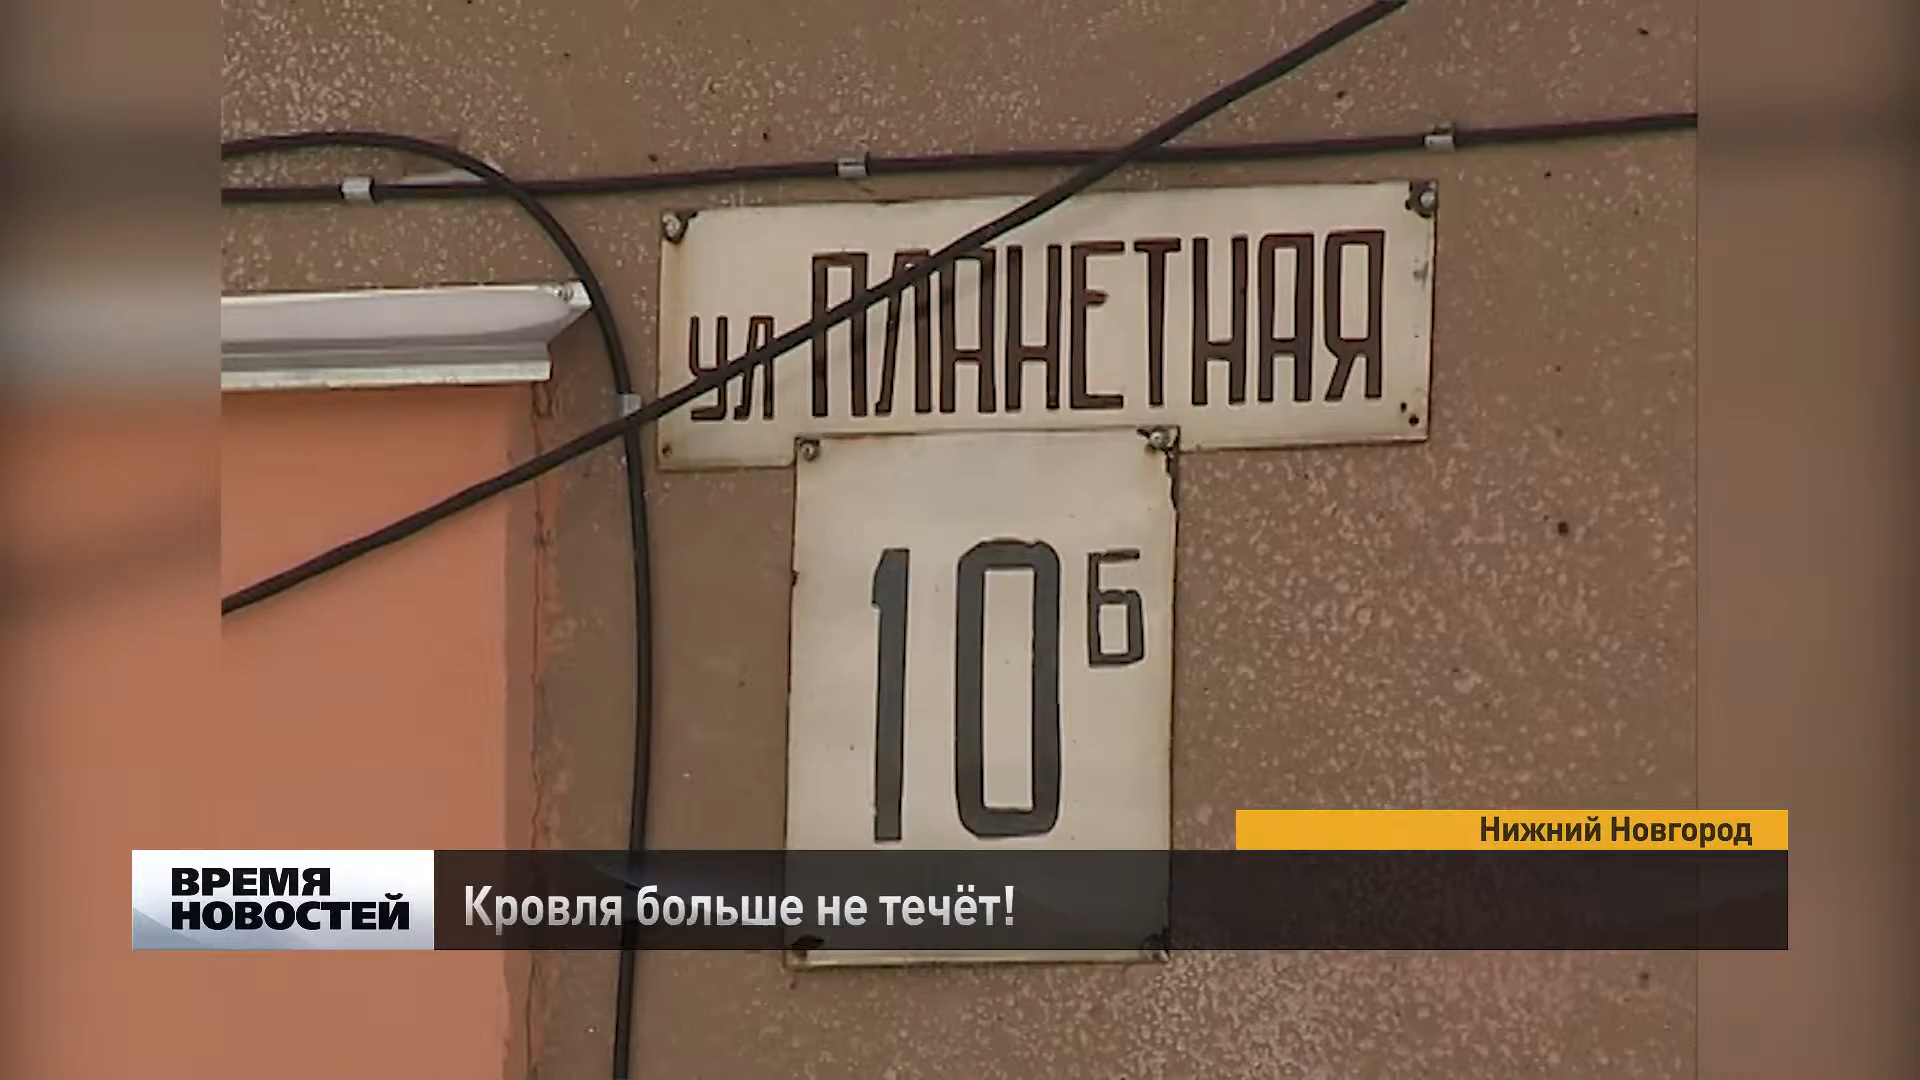 ул ПЛАНЕТНАЯ
10Б
Нижний Новгород
ВРЕМЯ
НОВОСТЕЙ
Кровля больше не течёт!